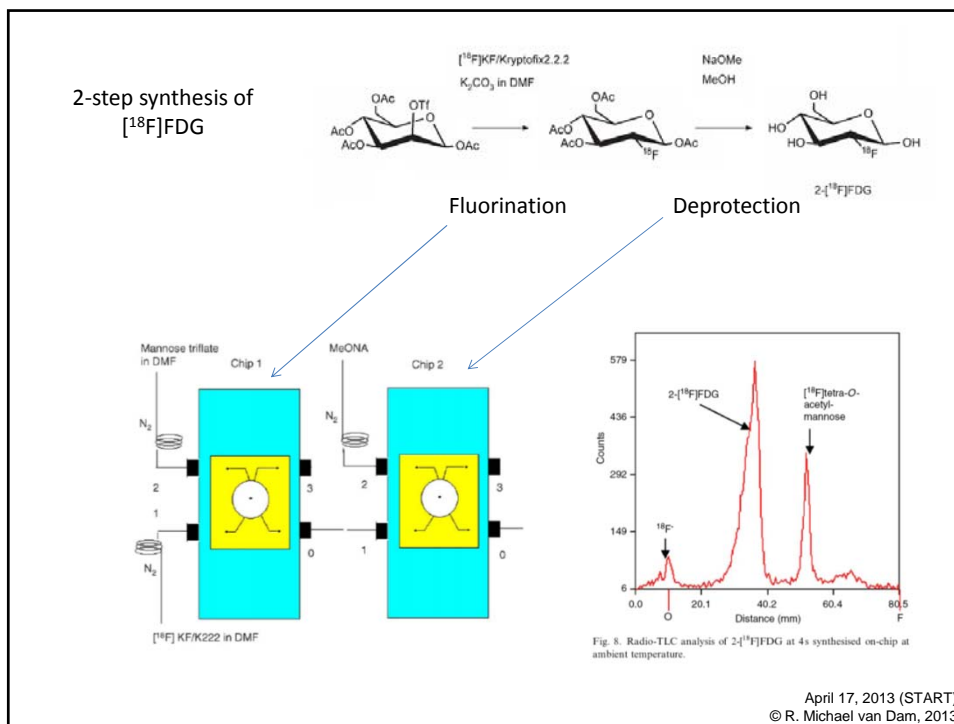 2-step synthesis of
[¹⁸F]FDG
[¹⁸F]KF/Kryptofix2.2.2
K₂CO₃ in DMF
NaOMe
MeOH
OAc
OTf
O
AcO
AcO
OAc
OAc
O
AcO
AcO
¹⁸F
OAc
OH
O
HO
HO
¹⁸F
OH
2-[¹⁸F]FDG
Fluorination
Deprotection
Mannose triflate
in DMF
Chip 1
N₂
2
3
1
0
N₂
[¹⁸F] KF/K222 in DMF
MeONA
Chip 2
2
3
1
0
579
436
292
149
6
Counts
2-[¹⁸F]FDG
[¹⁸F]tetra-O-
acetyl-
mannose
¹⁸F⁻
0.0 20.1 40.2 60.4 80.5
O Distance (mm) F
Fig. 8. Radio-TLC analysis of 2-[¹⁸F]FDG at 4s synthesised on-chip at
ambient temperature.
April 17, 2013 (START)
© R. Michael van Dam, 2013